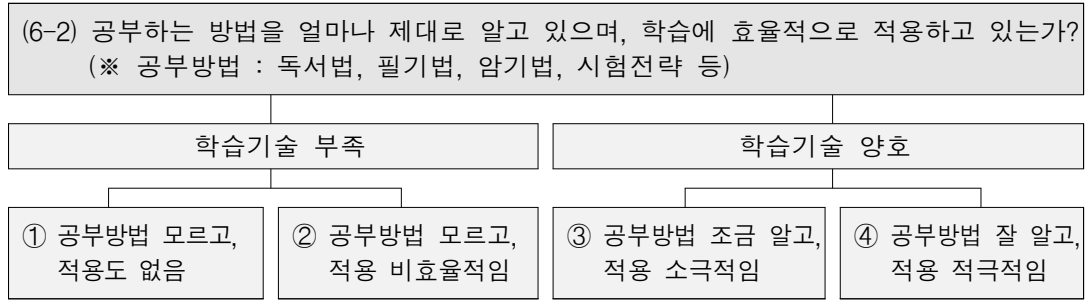 (6-2) 공부하는 방법을 얼마나 제대로 알고 있으며, 학습에 효율적으로 적용하고 있는가?
(※ 공부방법 : 독서법, 필기법, 암기법, 시험전략 등)
학습기술 부족
학습기술 양호
① 공부방법 모르고,
적용도 없음
② 공부방법 모르고,
적용 비효율적임
③ 공부방법 조금 알고,
적용 소극적임
④ 공부방법 잘 알고,
적용 적극적임